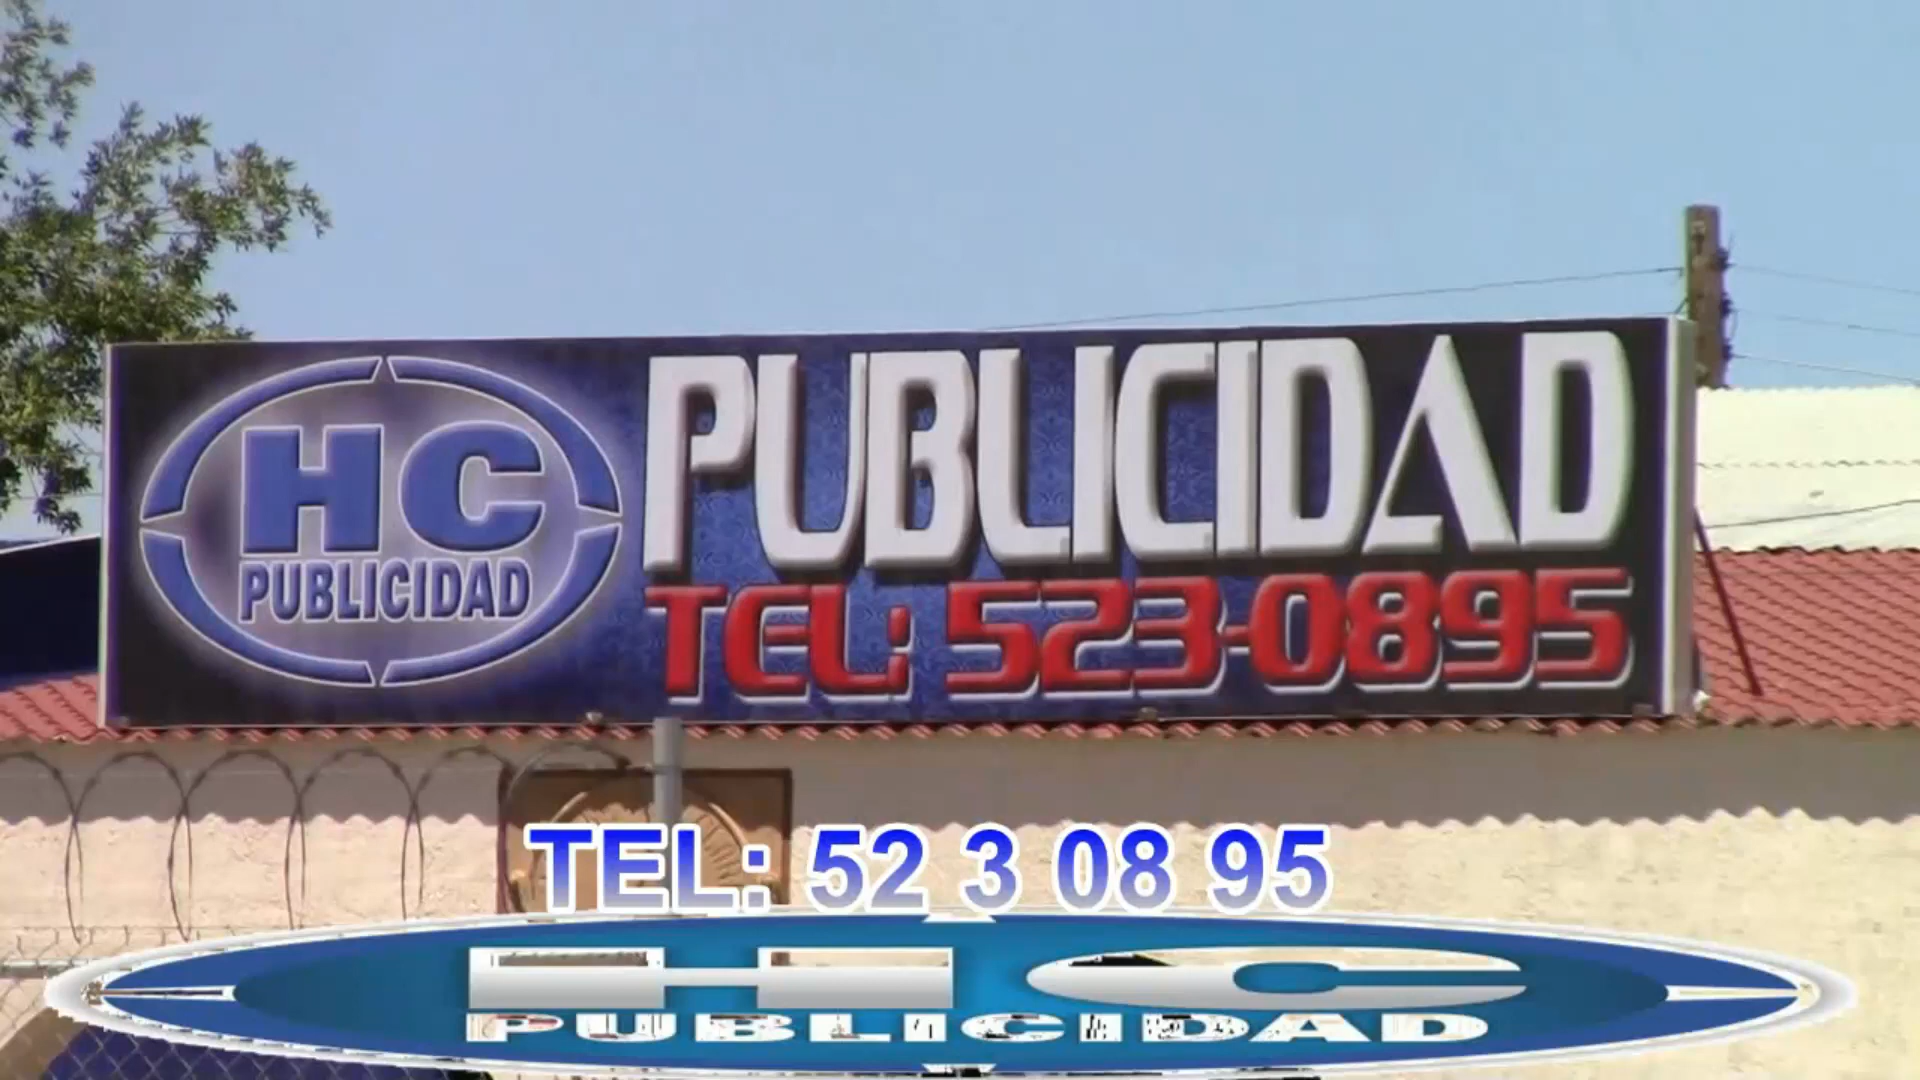 HC
PUBLICIDAD
PUBLICIDAD
TEL: 523-0895
TEL: 52 3 08 95
HC
PUBLICIDAD